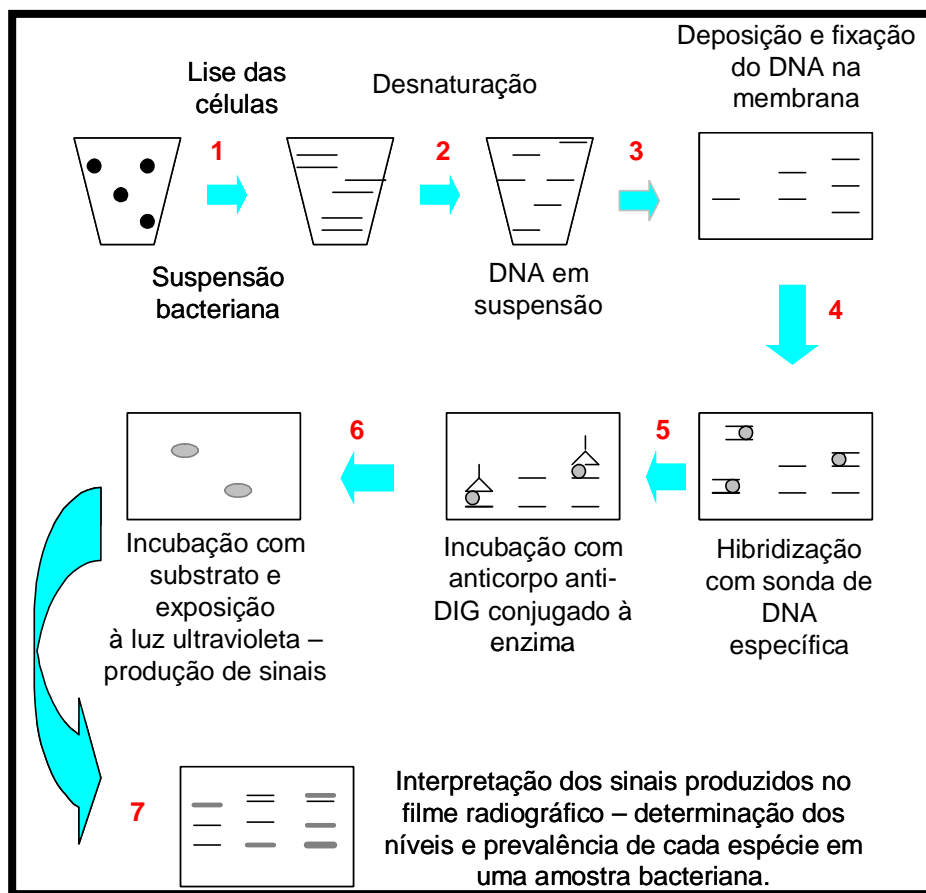 Lise das
células
1
Desnaturação
2
3
Deposição e fixação
do DNA na
membrana
Suspensão
bacteriana
DNA em
suspensão
4
Hibridização
com sonda de
DNA
específica
5
Incubação com
anticorpo anti-
DIG conjugado à
enzima
6
Incubação com
substrato e
exposição
à luz ultravioleta –
produção de sinais
7
Interpretação dos sinais produzidos no
filme radiográfico – determinação dos
níveis e prevalência de cada espécie em
uma amostra bacteriana.